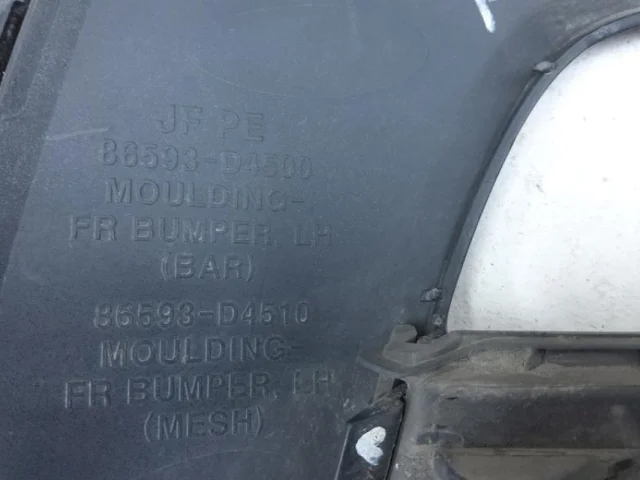 JF PE
86593-D4500
MOULDING-
FR BUMPER, LH
(BAR)
86593-D4510
MOULDING-
FR BUMPER, LH
(MESH)